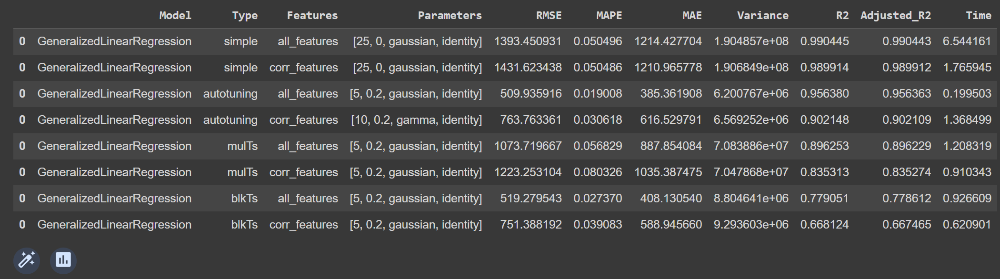 Model Type Features Parameters RMSE MAPE MAE Variance R2 Adjusted_R2 Time
0 GeneralizedLinearRegression simple all_features [25, 0, gaussian, identity] 1393.450931 0.050496 1214.427704 1.904857e+08 0.990445 0.990443 6.544161
0 GeneralizedLinearRegression simple corr_features [25, 0, gaussian, identity] 1431.623438 0.050486 1210.965778 1.906849e+08 0.989914 0.989912 1.765945
0 GeneralizedLinearRegression autotuning all_features [5, 0.2, gaussian, identity] 509.935916 0.019008 385.361908 6.200767e+06 0.956380 0.956363 0.199503
0 GeneralizedLinearRegression autotuning corr_features [10, 0.2, gamma, identity] 763.763361 0.030618 616.529791 6.569252e+06 0.902148 0.902109 1.368499
0 GeneralizedLinearRegression mulTs all_features [5, 0.2, gaussian, identity] 1073.719667 0.056829 887.854084 7.083886e+07 0.896253 0.896229 1.208319
0 GeneralizedLinearRegression mulTs corr_features [5, 0.2, gaussian, identity] 1223.253104 0.080326 1035.387475 7.047868e+07 0.835313 0.835274 0.910343
0 GeneralizedLinearRegression blkTs all_features [5, 0.2, gaussian, identity] 519.279543 0.027370 408.130540 8.804641e+06 0.779051 0.778612 0.926609
0 GeneralizedLinearRegression blkTs corr_features [5, 0.2, gaussian, identity] 751.388192 0.039083 588.945660 9.293603e+06 0.668124 0.667465 0.620901